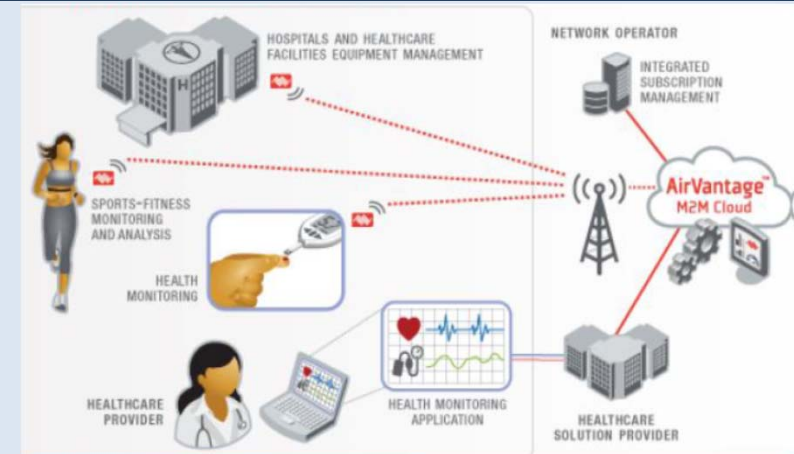 HOSPITALS AND HEALTHCARE
FACILITIES EQUIPMENT MANAGEMENT
NETWORK OPERATOR
INTEGRATED
SUBSCRIPTION
MANAGEMENT
H
AirVantage™
M2M Cloud
SPORTS-FITNESS
MONITORING
AND ANALYSIS
HEALTH
MONITORING
HEALTHCARE
PROVIDER
HEALTH MONITORING
APPLICATION
HEALTHCARE
SOLUTION PROVIDER